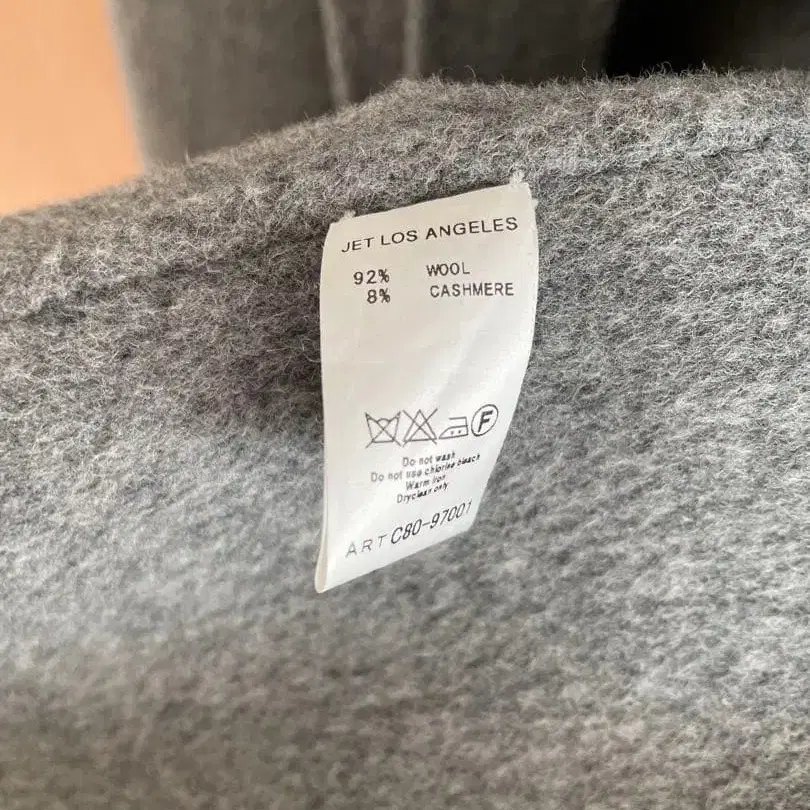 JET LOS ANGELES
92% WOOL
8% CASHMERE
F
Do not wash
Do not use chlorine bleach
Warm iron
Dryclean only
ART C80-97001